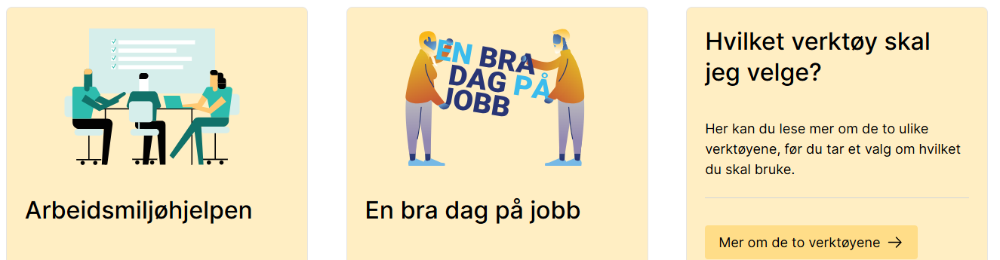 EN BRA
DAG PÅ
JOBB
Arbeidsmiljøhjelpen
En bra dag på jobb
Hvilket verktøy skal
jeg velge?
Her kan du lese mer om de to ulike
verktøyene, før du tar et valg om hvilket
du skal bruke.
Mer om de to verktøyene →